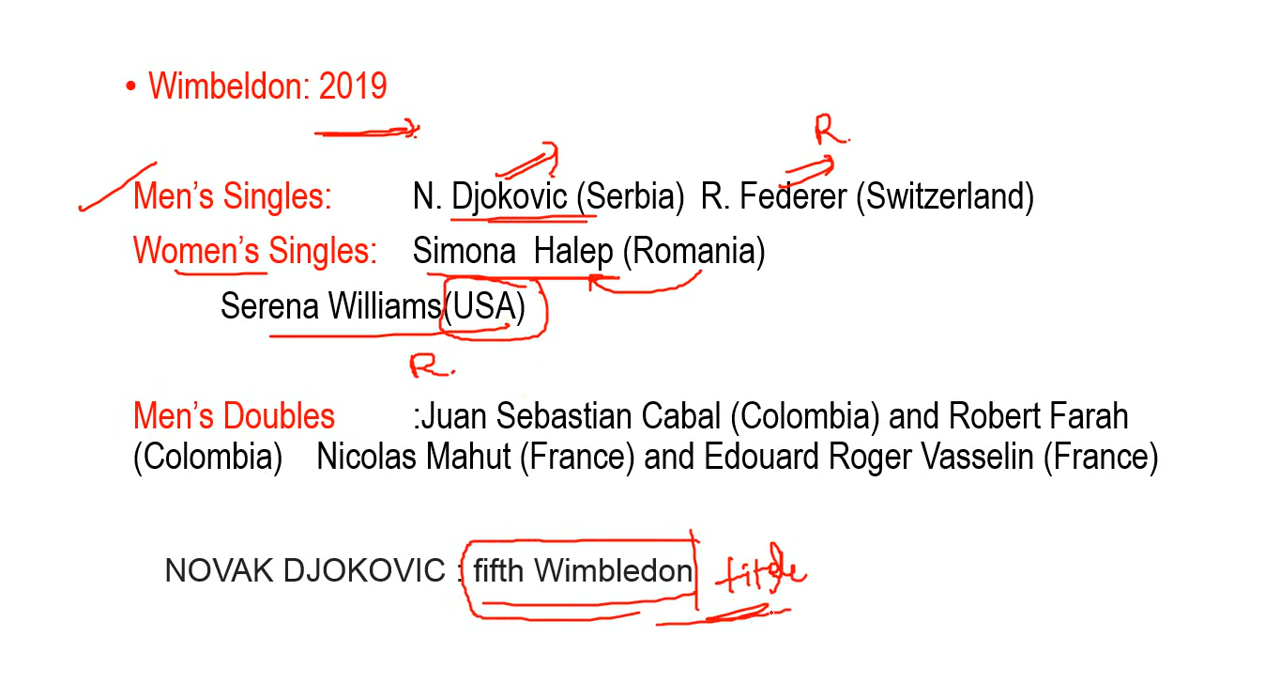 • Wimbeldon: 2019
R.
Men's Singles: N. Djokovic (Serbia) R. Federer (Switzerland)
Women's Singles: Simona Halep (Romania)
Serena Williams(USA)
R.
Men's Doubles :Juan Sebastian Cabal (Colombia) and Robert Farah
(Colombia) Nicolas Mahut (France) and Edouard Roger Vasselin (France)
NOVAK DJOKOVIC : fifth Wimbledon title